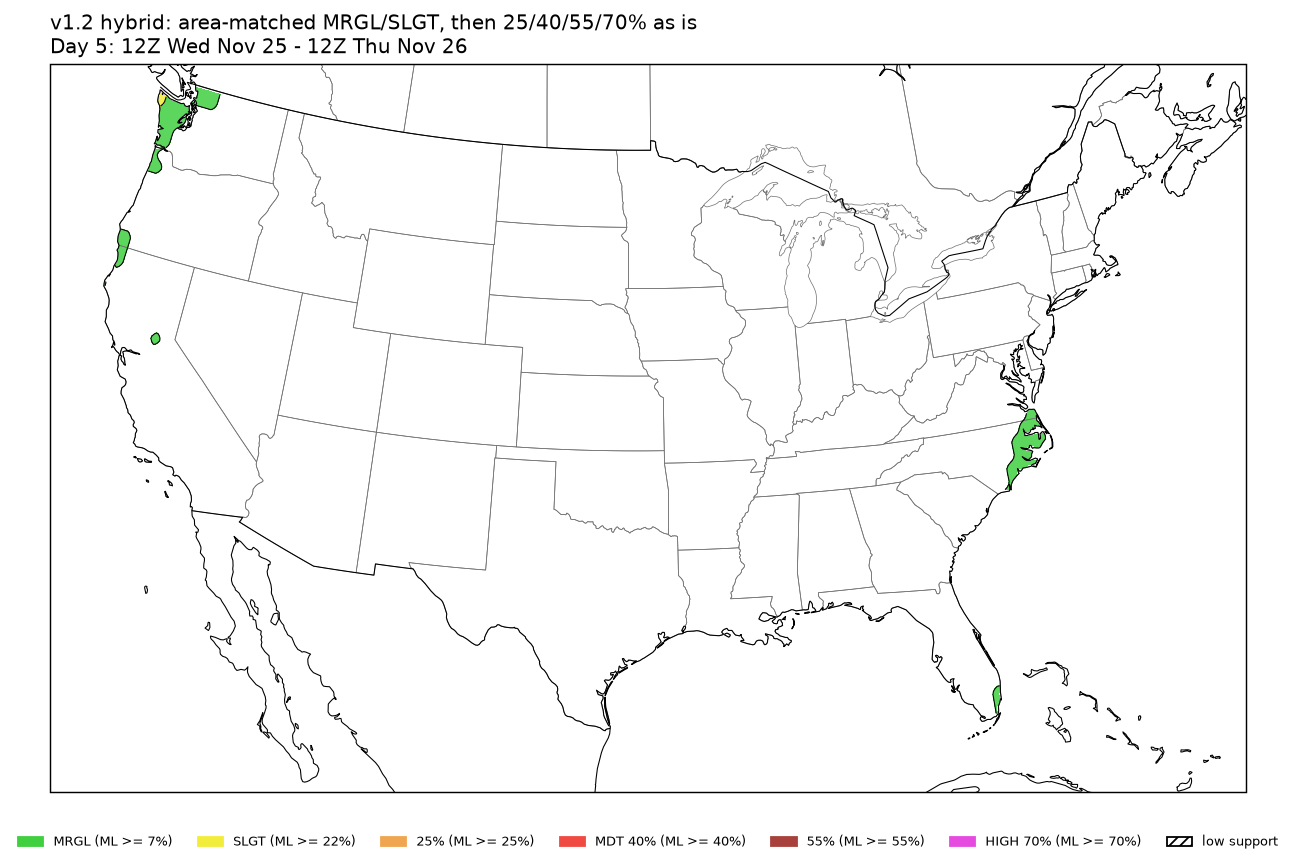 v1.2 hybrid: area-matched MRGL/SLGT, then 25/40/55/70% as is
Day 5: 12Z Wed Nov 25 - 12Z Thu Nov 26
MRGL (ML >= 7%) SLGT (ML >= 22%) 25% (ML >= 25%) MDT 40% (ML >= 40%) 55% (ML >= 55%) HIGH 70% (ML >= 70%) low support